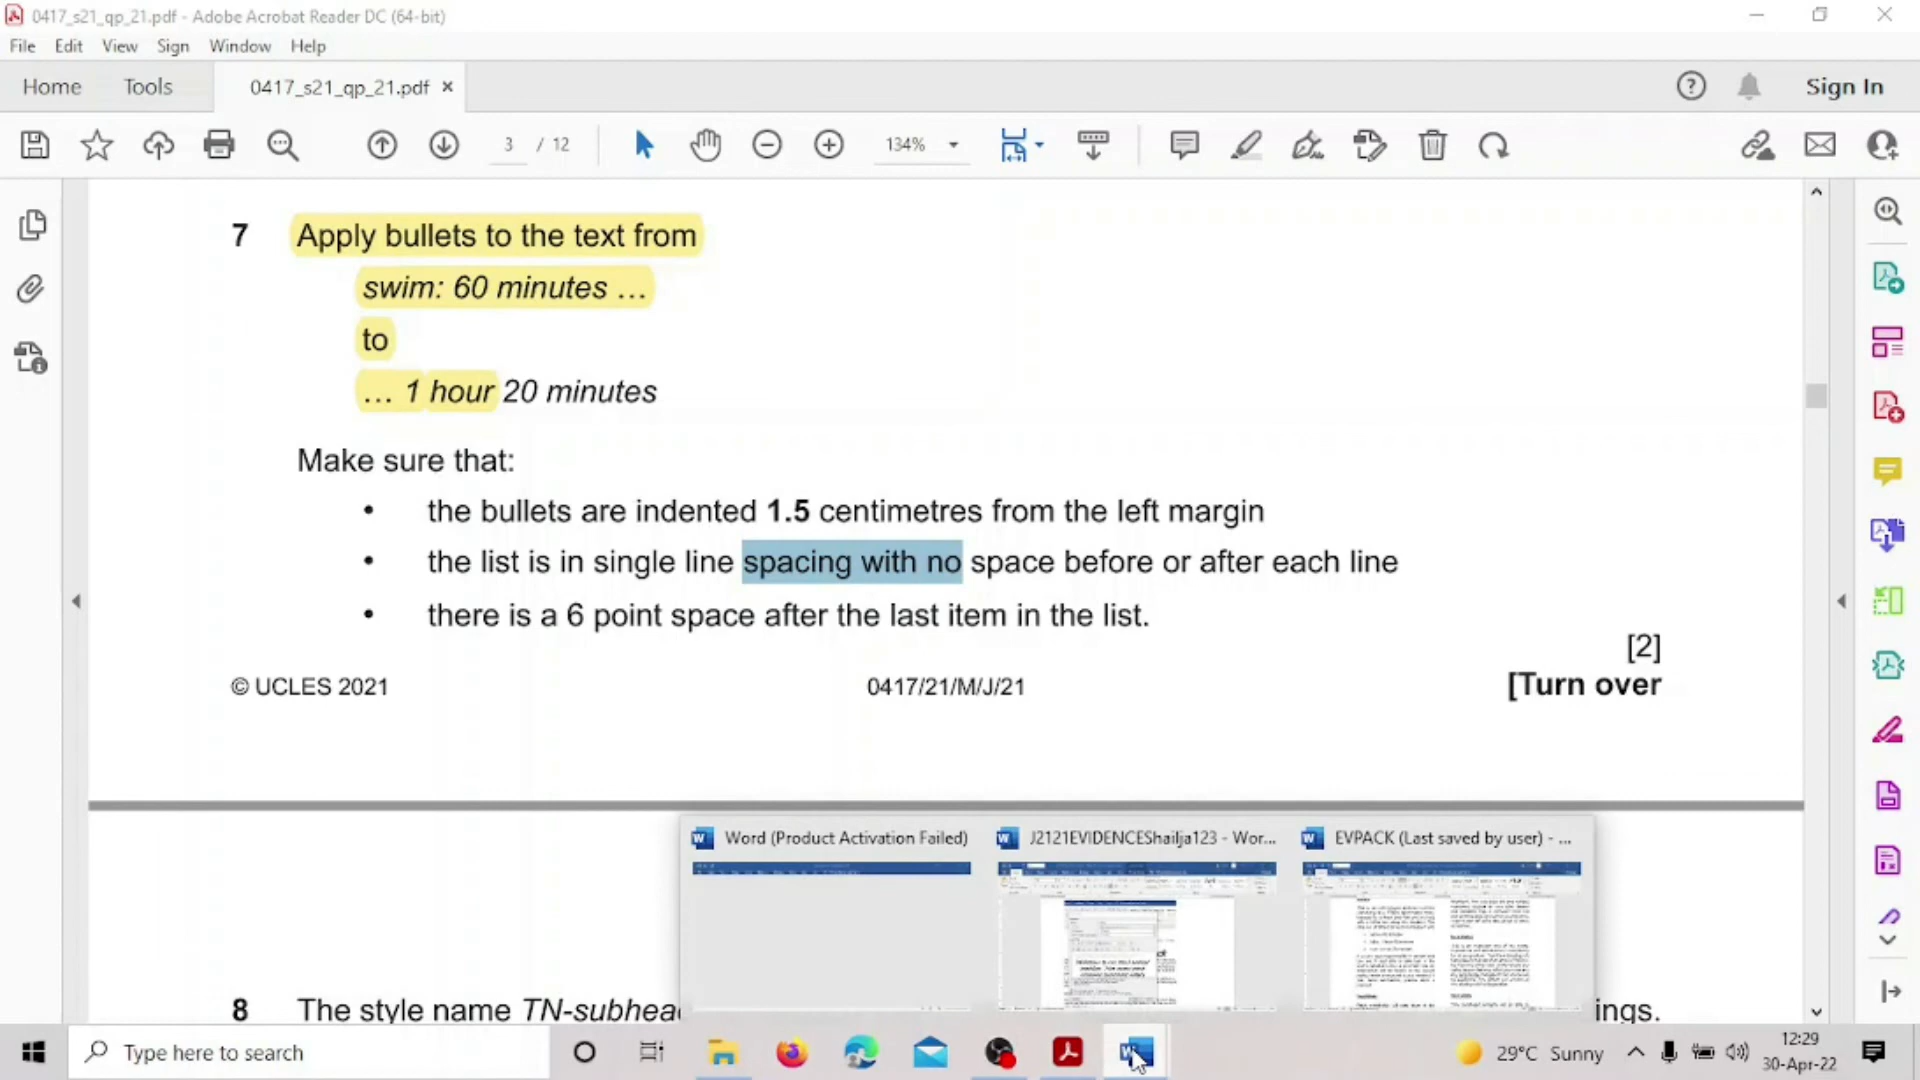 0417_s21_qp_21.pdf - Adobe Acrobat Reader DC (64-bit)
File Edit View Sign Window Help
Home Tools 0417_s21_qp_21.pdf × Sign In
3 / 12 134%
7 Apply bullets to the text from
swim: 60 minutes …
to
… 1 hour 20 minutes
Make sure that:
• the bullets are indented 1.5 centimetres from the left margin
• the list is in single line spacing with no space before or after each line
• there is a 6 point space after the last item in the list.
[2]
© UCLES 2021 0417/21/M/J/21 [Turn over
Word (Product Activation Failed) J2121EVIDENCEShailja123 - Wor... EVPACK (Last saved by user) - ...
8 The style name TN-subhea ings.
Type here to search 29°C Sunny 12:29
30-Apr-22